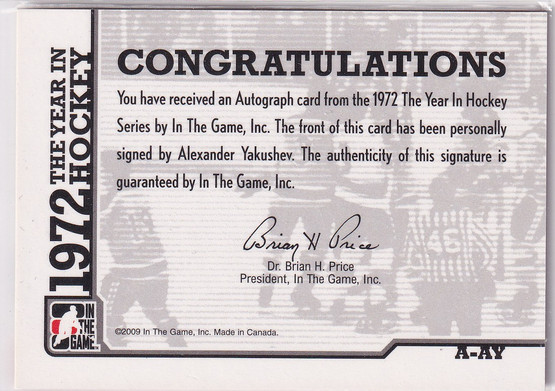 1972 THE YEAR IN
HOCKEY
CONGRATULATIONS
You have received an Autograph card from the 1972 The Year In Hockey
Series by In The Game, Inc. The front of this card has been personally
signed by Alexander Yakushev. The authenticity of this signature is
guaranteed by In The Game, Inc.
Brian H Price
Dr. Brian H. Price
President, In The Game, Inc.
46
IN
THE
GAME
©2009 In The Game, Inc. Made in Canada.
A-AY